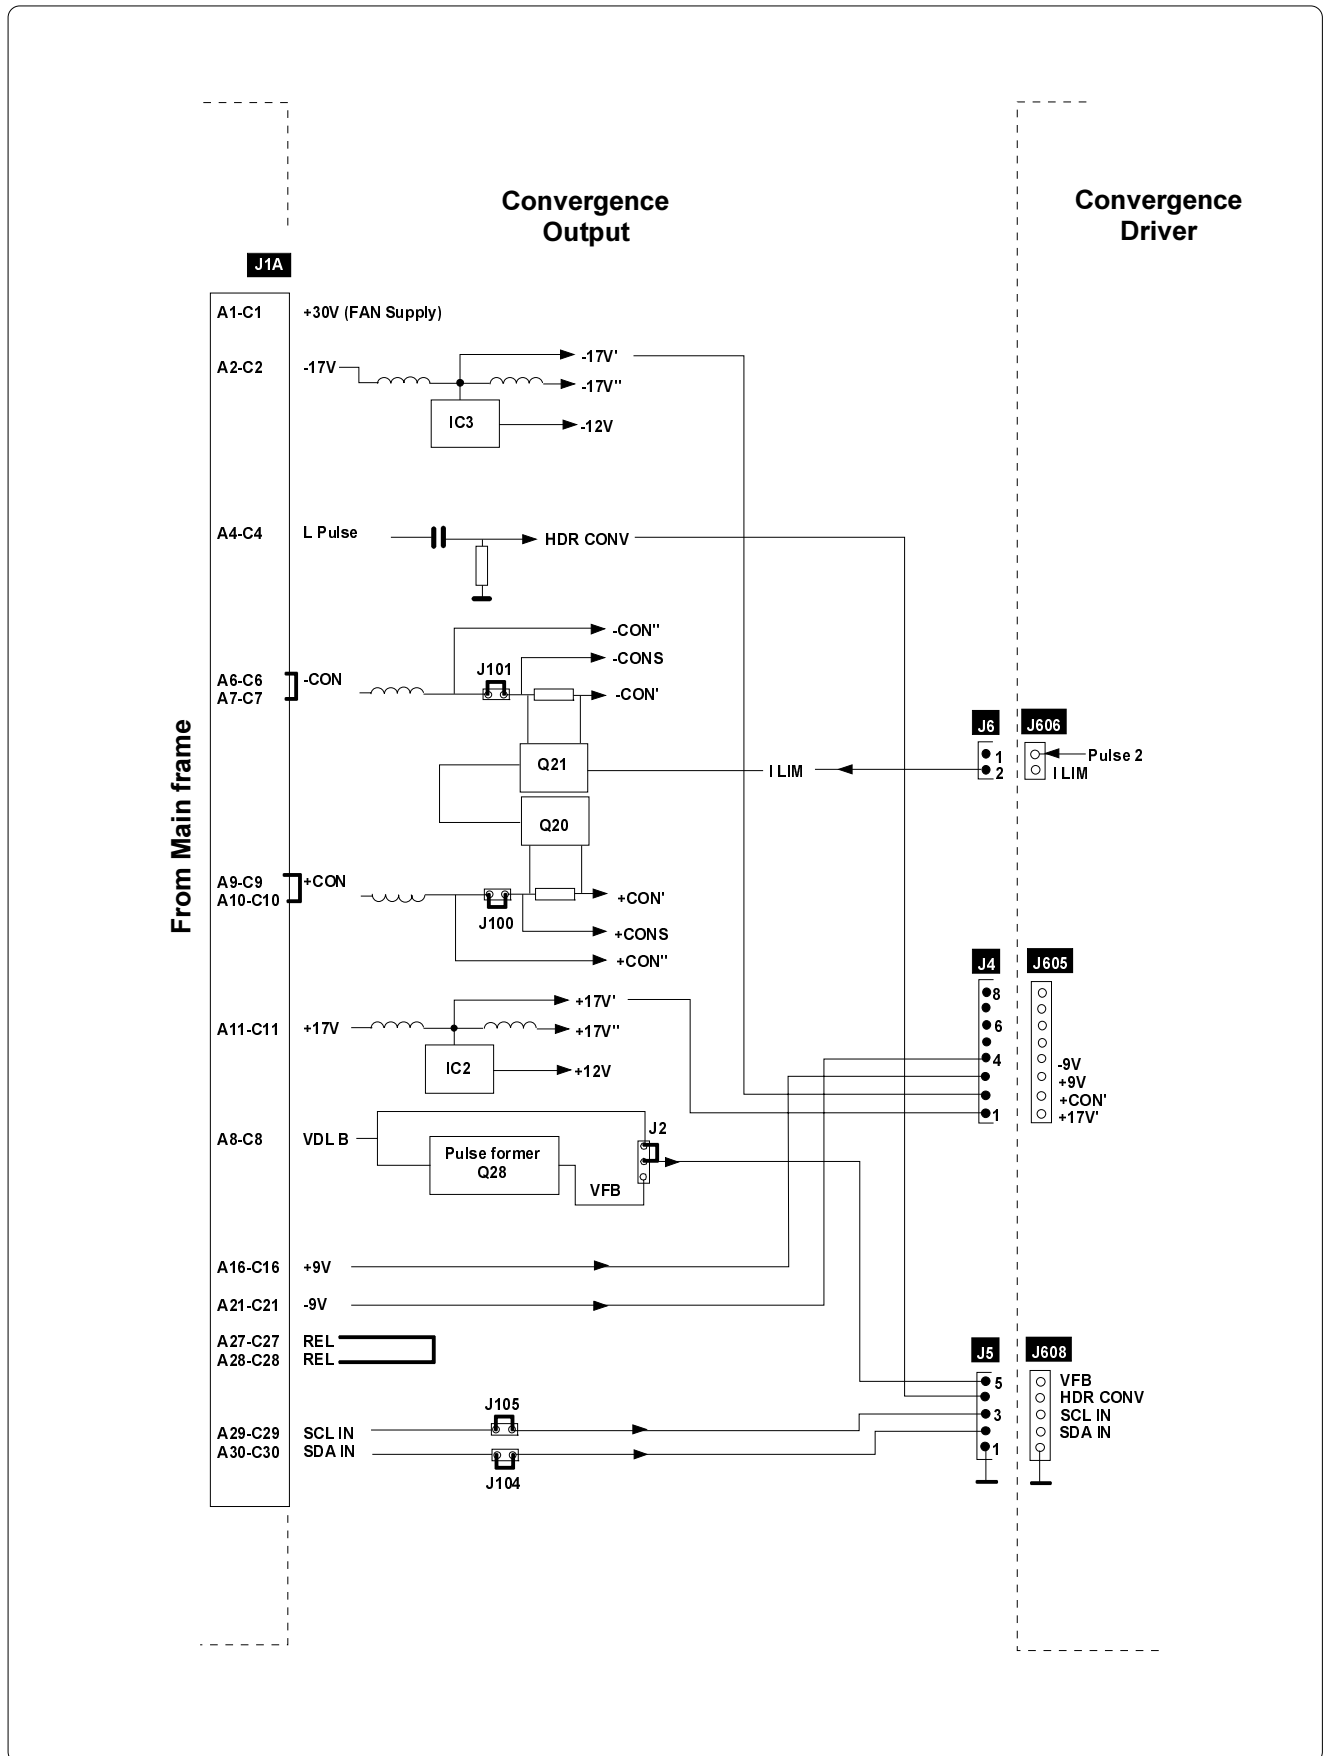 Convergence
Output
Convergence
Driver
J1A
From Main frame
A1-C1 +30V (FAN Supply)
-17V'
A2-C2 -17V
-17V"
IC3
-12V
A4-C4 L Pulse
HDR CONV
-CON"
-CONS
J101
A6-C6 -CON
A7-C7
-CON'
J6 J606
1 Pulse 2
Q21
I LIM
2 I LIM
Q20
A9-C9 +CON
A10-C10
+CON'
J100
+CONS
+CON"
J4 J605
8
+17V'
6
A11-C11 +17V
+17V"
4
-9V
IC2
+12V
+9V
+CON'
1 +17V'
J2
A8-C8 VDL B
Pulse former
Q28
VFB
A16-C16 +9V
A21-C21 -9V
A27-C27 REL
A28-C28 REL
J5 J608
5 VFB
HDR CONV
J105
3 SCL IN
A29-C29 SCL IN
SDA IN
A30-C30 SDA IN
1
J104